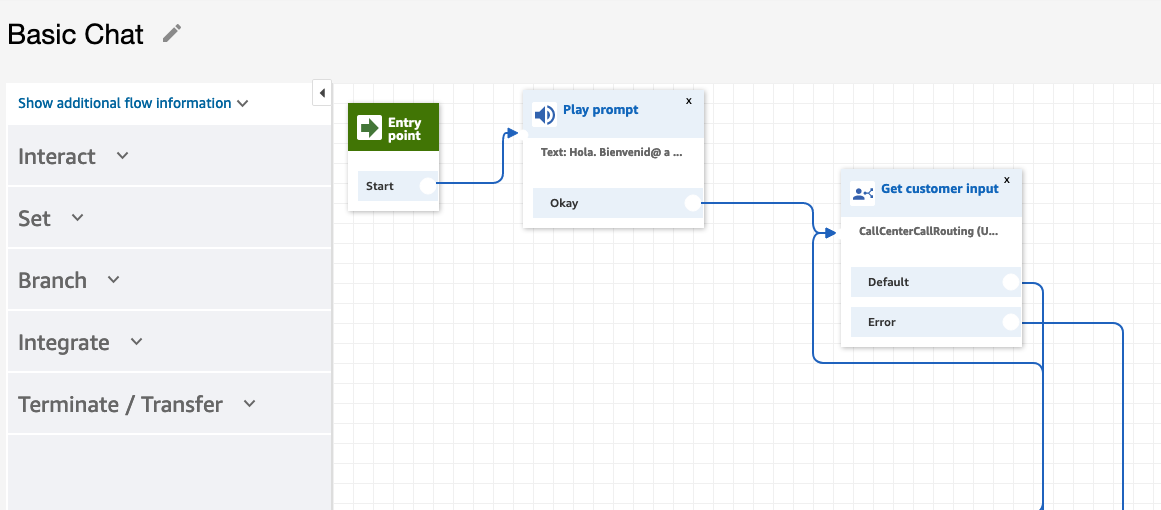 Basic Chat
Show additional flow information
Interact
Set
Branch
Integrate
Terminate / Transfer
Entry
point
Start
Play prompt
x
Text: Hola. Bienvenid@ a ...
Okay
Get customer input
x
CallCenterCallRouting (U...
Default
Error